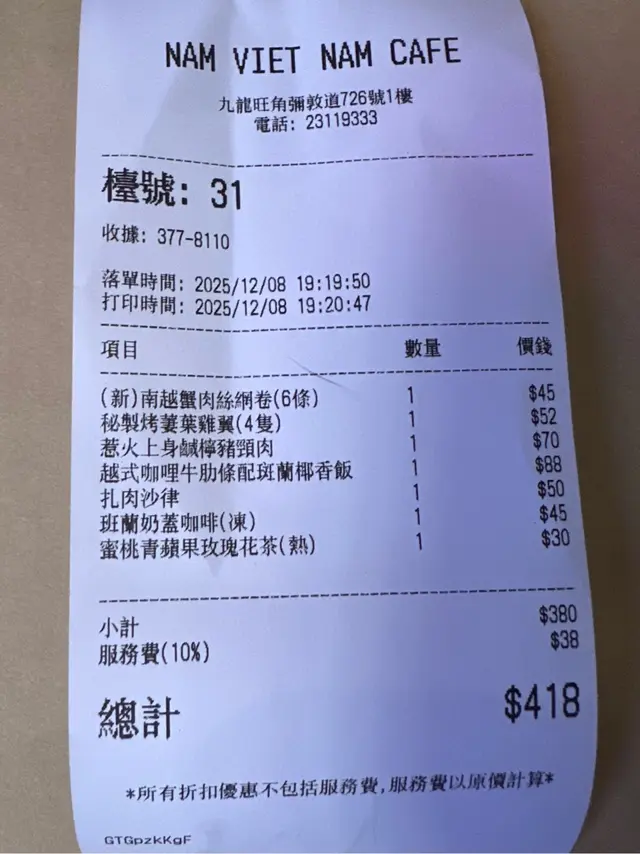 NAM VIET NAM CAFE
九龍旺角彌敦道726號1樓
電話: 23119333
檯號: 31
收據: 377-8110
落單時間: 2025/12/08 19:19:50
打印時間: 2025/12/08 19:20:47
項目 數量 價錢
(新)南越蟹肉絲網卷(6條) 1 $45
秘製烤蔞葉雞翼(4隻) 1 $52
惹火上身鹹檸豬頸肉 1 $70
越式咖哩牛肋條配斑蘭椰香飯 1 $88
扎肉沙律 1 $50
班蘭奶蓋咖啡(凍) 1 $45
蜜桃青蘋果玫瑰花茶(熱) 1 $30
小計 $380
服務費(10%) $38
總計 $418
*所有折扣優惠不包括服務費,服務費以原價計算*
GTGpzkKgF